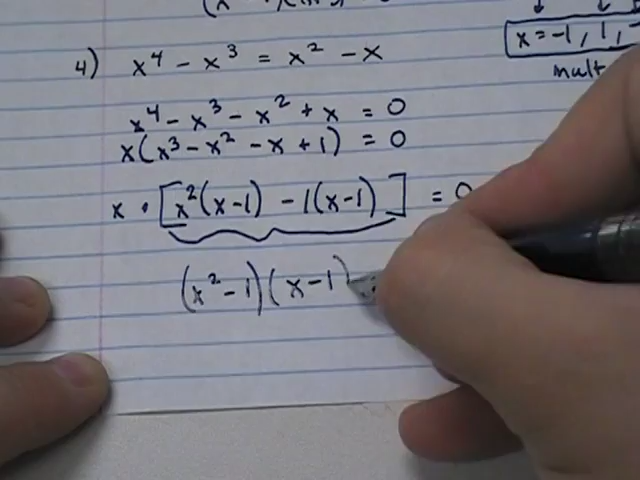 4) x⁴ - x³ = x² - x
x⁴ - x³ - x² + x = 0
x(x³ - x² - x + 1) = 0
x • [x²(x-1) - 1(x-1)] = 0
(x² - 1)(x - 1)
x = -1, 1,
mult